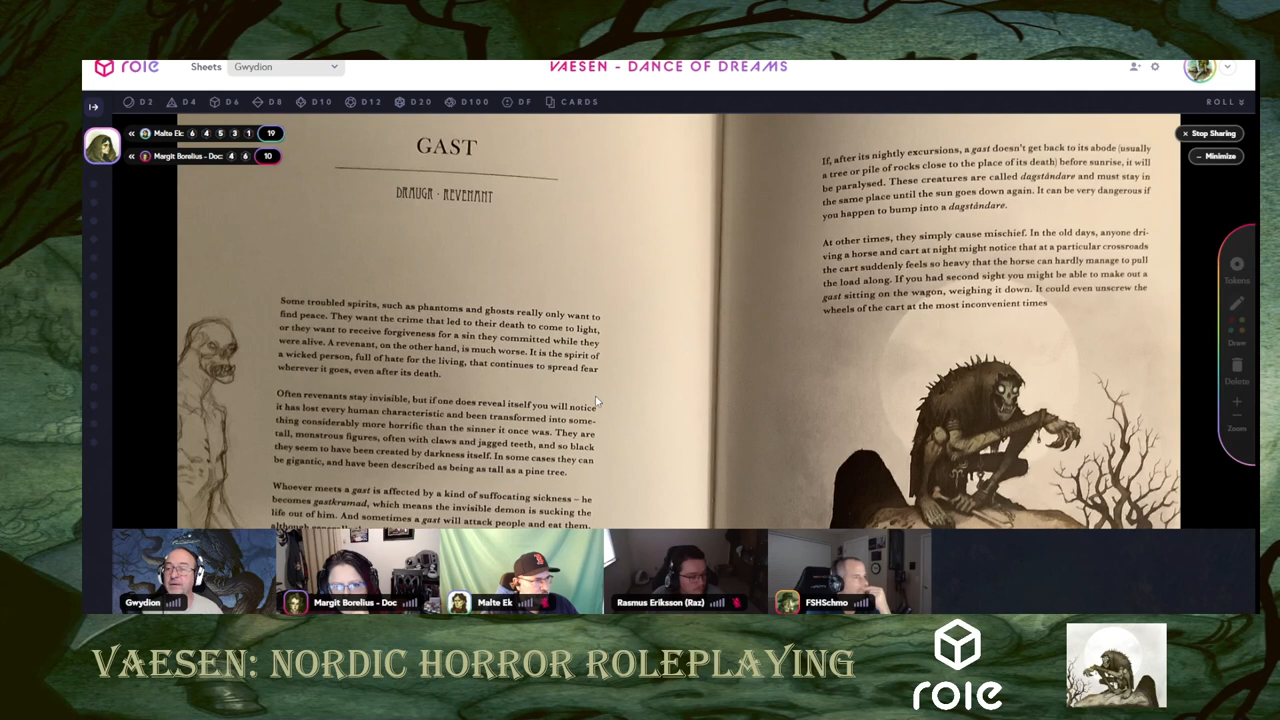 role
Sheets
Gwydion
VAESEN - DANCE OF DREAMS
D2
D4
D6
D8
D10
D12
D20
D100
DF
CARDS
ROLL
Malte Ek: 6 4 5 3 1 19
Margit Borelius - Doc: 4 6 10
× Stop Sharing
– Minimize
GAST
DRAUGR · REVENANT
Some troubled spirits, such as phantoms and ghosts really only want to
find peace. They want the crime that led to their death to come to light,
or they want to receive forgiveness for a sin they committed while they
were alive. A revenant, on the other hand, is much worse. It is the spirit of
a wicked person, full of hate for the living, that continues to spread fear
wherever it goes, even after its death.
Often revenants stay invisible, but if one does reveal itself you will notice
it has lost every human characteristic and been transformed into some-
thing considerably more horrific than the sinner it once was. They are
tall, monstrous figures, often with claws and jagged teeth, and so black
they seem to have been created by darkness itself. In some cases they can
be gigantic, and have been described as being as tall as a pine tree.
Whoever meets a gast is affected by a kind of suffocating sickness – he
becomes gastkramad, which means the invisible demon is sucking the
life out of him. And sometimes a gast will attack people and eat them,
although
If, after its nightly excursions, a gast doesn't get back to its abode (usually
a tree or pile of rocks close to the place of its death) before sunrise, it will
be paralysed. These creatures are called dagståndare and must stay in
the same place until the sun goes down again. It can be very dangerous if
you happen to bump into a dagståndare.
At other times, they simply cause mischief. In the old days, anyone dri-
ving a horse and cart at night might notice that at a particular crossroads
the cart suddenly feels so heavy that the horse can hardly manage to pull
the load along. If you had second sight you might be able to make out a
gast sitting on the wagon, weighing it down. It could even unscrew the
wheels of the cart at the most inconvenient times
Tokens
Draw
Delete
Zoom
Gwydion
Margit Borelius - Doc
Malte Ek
Rasmus Eriksson (Raz)
FSHSchmo
VAESEN: NORDIC HORROR ROLEPLAYING
role